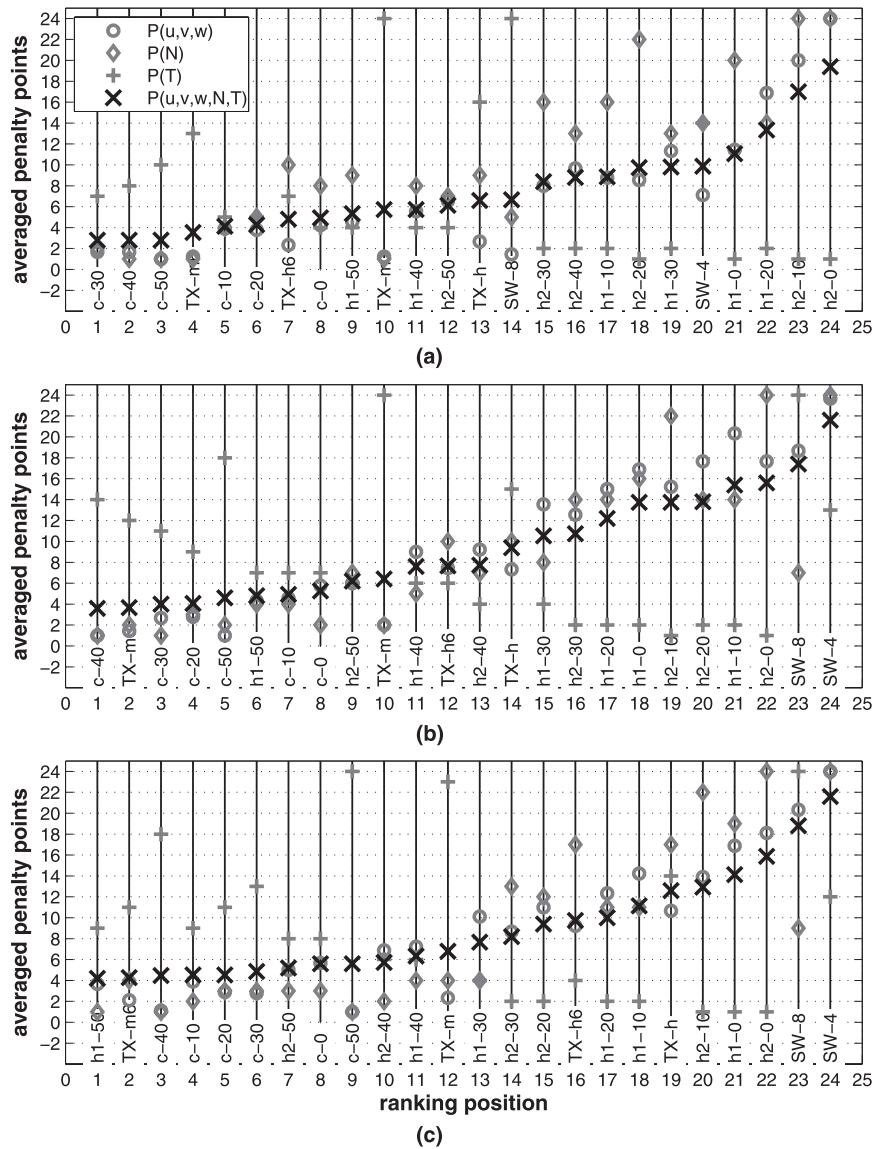 averaged penalty points
24
22
20
18
16
14
12
10
8
6
4
2
0
−2
P(u,v,w)
P(N)
P(T)
P(u,v,w,N,T)
c−30
c−40
c−50
TX−m
c−10
c−20
TX−h6
c−0
h1−50
TX−m
h1−40
h2−50
TX−h
SW−8
h2−30
h2−40
h1−10
h2−20
h1−30
SW−4
h1−0
h1−20
h2−10
h2−0
0 1 2 3 4 5 6 7 8 9 10 11 12 13 14 15 16 17 18 19 20 21 22 23 24 25
(a)
averaged penalty points
24
22
20
18
16
14
12
10
8
6
4
2
0
−2
c−40
TX−m
c−30
c−20
c−50
h1−50
c−10
c−0
h2−50
TX−m
h1−40
TX−h6
h2−40
TX−h
h1−30
h2−30
h1−20
h1−0
h2−10
h2−20
h1−10
h2−0
SW−8
SW−4
0 1 2 3 4 5 6 7 8 9 10 11 12 13 14 15 16 17 18 19 20 21 22 23 24 25
(b)
averaged penalty points
24
22
20
18
16
14
12
10
8
6
4
2
0
−2
h1−50
TX−m6
c−40
c−10
c−20
c−30
h2−50
c−0
c−50
h2−40
h1−40
TX−m
h1−30
h2−30
h2−20
TX−h6
h1−20
h1−10
TX−h
h2−10
h1−0
h2−0
SW−8
SW−4
0 1 2 3 4 5 6 7 8 9 10 11 12 13 14 15 16 17 18 19 20 21 22 23 24 25
ranking position
(c)